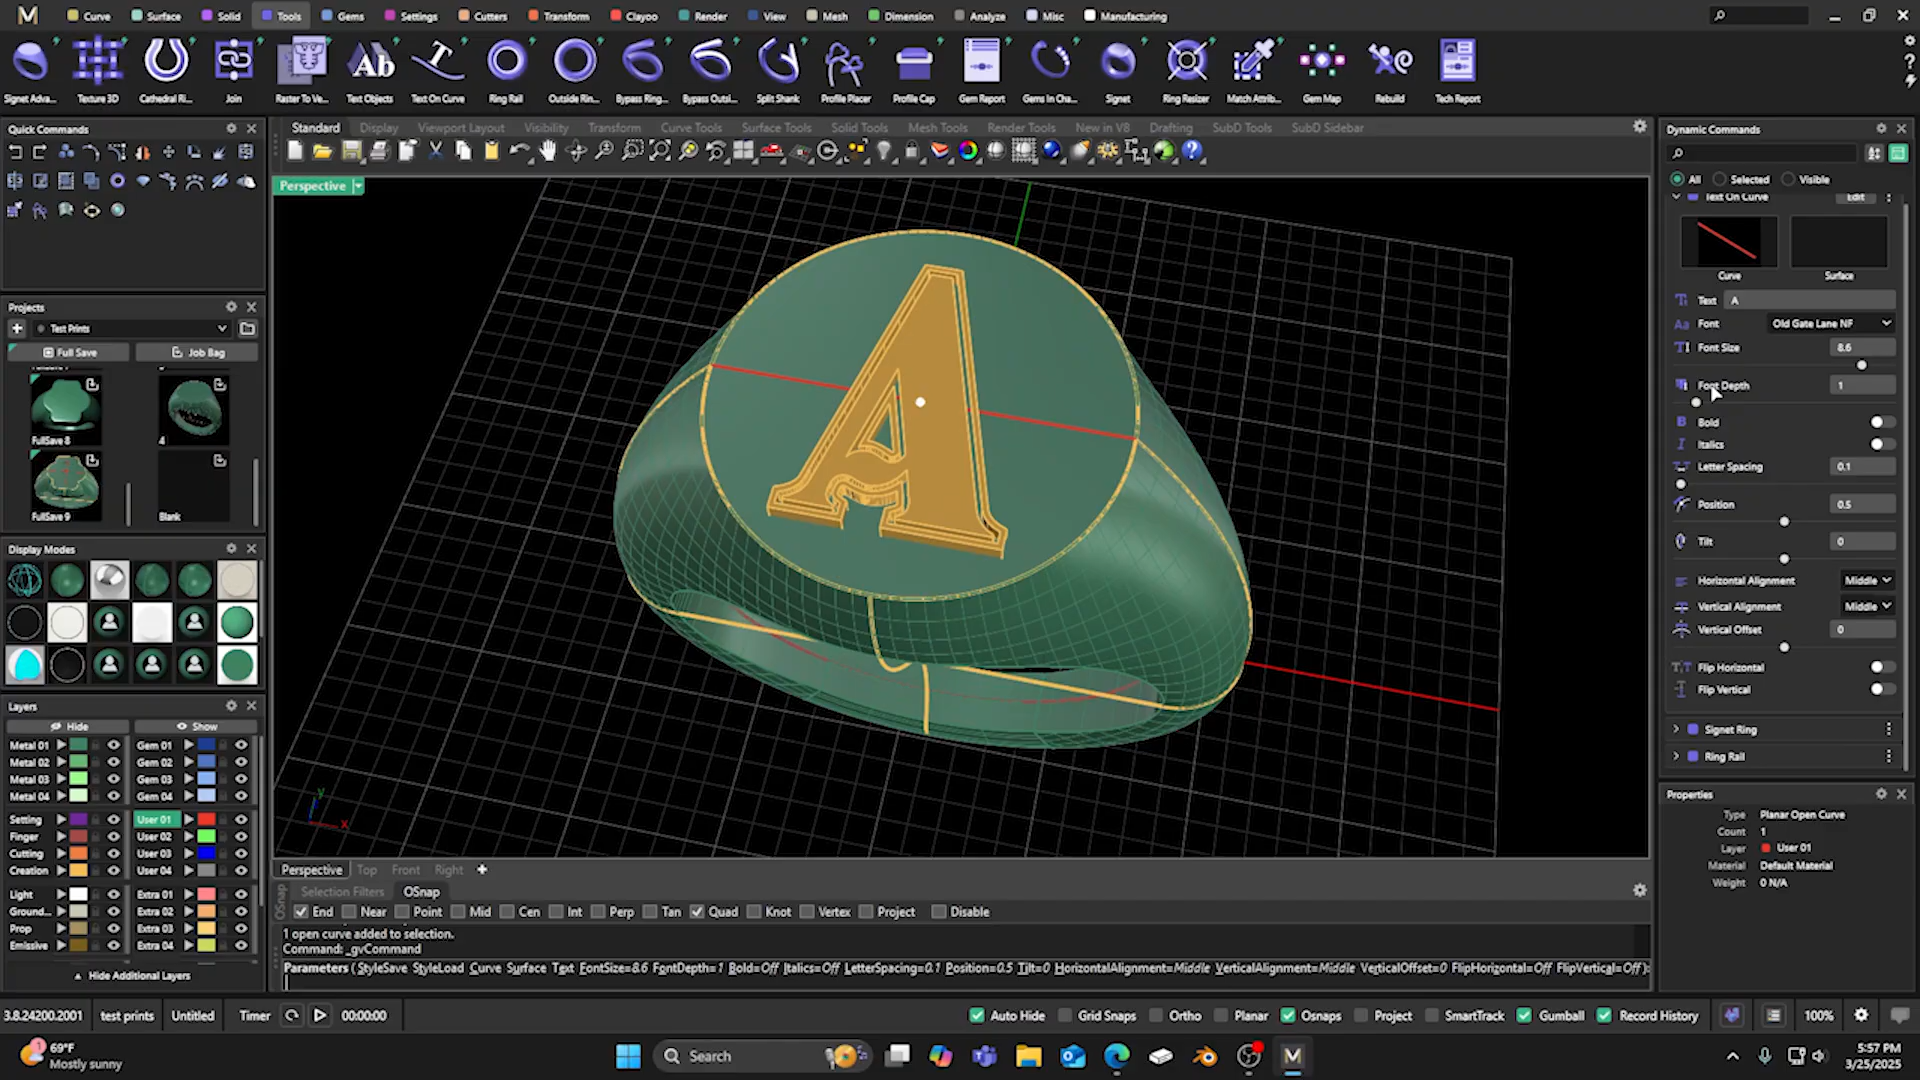 Curve Surface Solid Tools Gems Settings Cutters Transform Clayoo Render View Mesh Dimension Analyze Misc Manufacturing
Signet Adva... Texture 3D Cathedral Ri... Join Raster To Ve... Text Objects Text On Curve Ring Rail Outside Rin... Bypass Ring... Bypass Outsi... Split Shank Profile Placer Profile Cap Gem Report Gems In Cha... Signet Ring Resizer Match Attrib... Gem Map Rebuild Tech Report
Quick Commands
Standard Display Viewport Layout Visibility Transform Curve Tools Surface Tools Solid Tools Mesh Tools Render Tools New in V8 Drafting SubD Tools SubD Sidebar
Perspective
Projects
Test Prints
Full Save Job Bag
FullSave 8 4
FullSave 9 Blank
Display Modes
Layers
Hide Show
Metal 01 Gem 01
Metal 02 Gem 02
Metal 03 Gem 03
Metal 04 Gem 04
Setting User 01
Finger User 02
Cutting User 03
Creation User 04
Light Extra 01
Ground... Extra 02
Prop Extra 03
Emissive Extra 04
Hide Additional Layers
A
y
x
Perspective Top Front Right
Selection Filters OSnap
OSnap
End Near Point Mid Cen Int Perp Tan Quad Knot Vertex Project Disable
1 open curve added to selection.
Command: _gvCommand
Parameters ( StyleSave StyleLoad Curve Surface Text FontSize=8.6 FontDepth=1 Bold=Off Italics=Off LetterSpacing=0.1 Position=0.5 Tilt=0 HorizontalAlignment=Middle VerticalAlignment=Middle VerticalOffset=0 FlipHorizontal=Off FlipVertical=Off ):
Dynamic Commands
All Selected Visible
Text On Curve Edit
Curve Surface
Text A
Font Old Gate Lane NF
Font Size 8.6
Font Depth 1
Bold
Italics
Letter Spacing 0.1
Position 0.5
Tilt 0
Horizontal Alignment Middle
Vertical Alignment Middle
Vertical Offset 0
Flip Horizontal
Flip Vertical
Signet Ring
Ring Rail
Properties
Type Planar Open Curve
Count 1
Layer User 01
Material Default Material
Weight 0 N/A
3.8.24200.2001 test prints Untitled Timer 00:00:00 Auto Hide Grid Snaps Ortho Planar Osnaps Project SmartTrack Gumball Record History 100%
1 69°F
Mostly sunny
Search
5:57 PM
3/25/2025